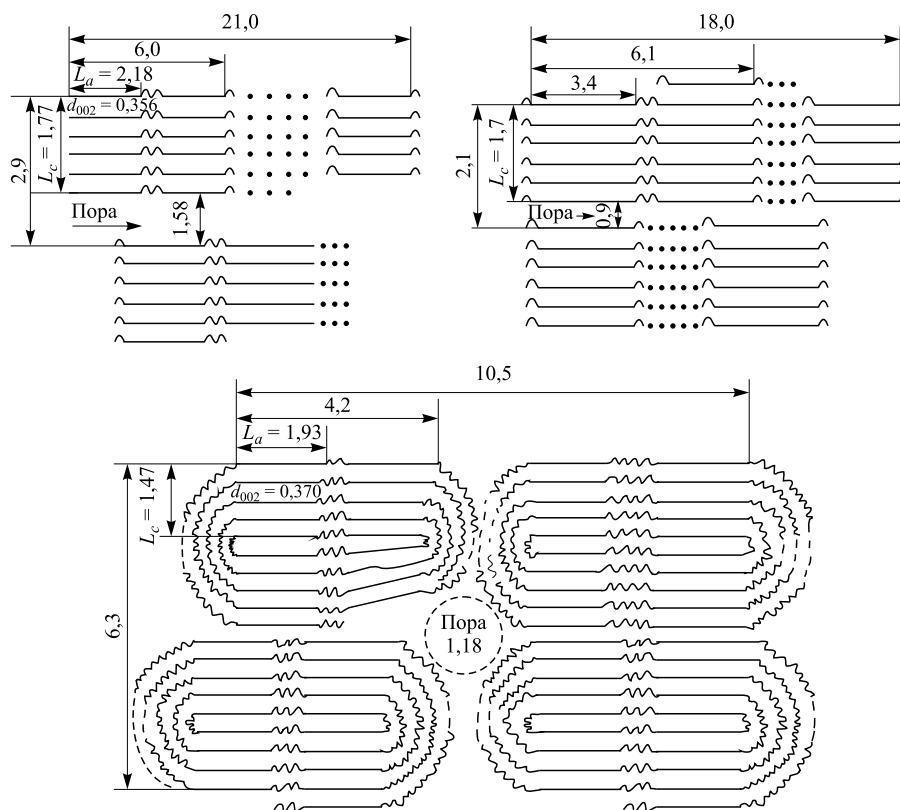 21,0
6,0
L_a = 2,18
d_002 = 0,356
L_c = 1,77
2,9
Пора
1,58
18,0
6,1
3,4
L_c = 1,7
2,1
Пора
0,9
10,5
4,2
L_a = 1,93
d_002 = 0,370
L_c = 1,47
6,3
Пора
1,18